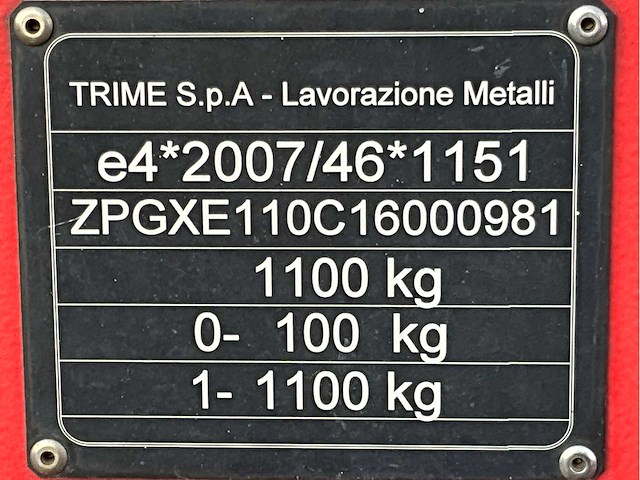 TRIME S.p.A - Lavorazione Metalli
e4*2007/46*1151
ZPGXE110C16000981
1100 kg
0- 100 kg
1- 1100 kg